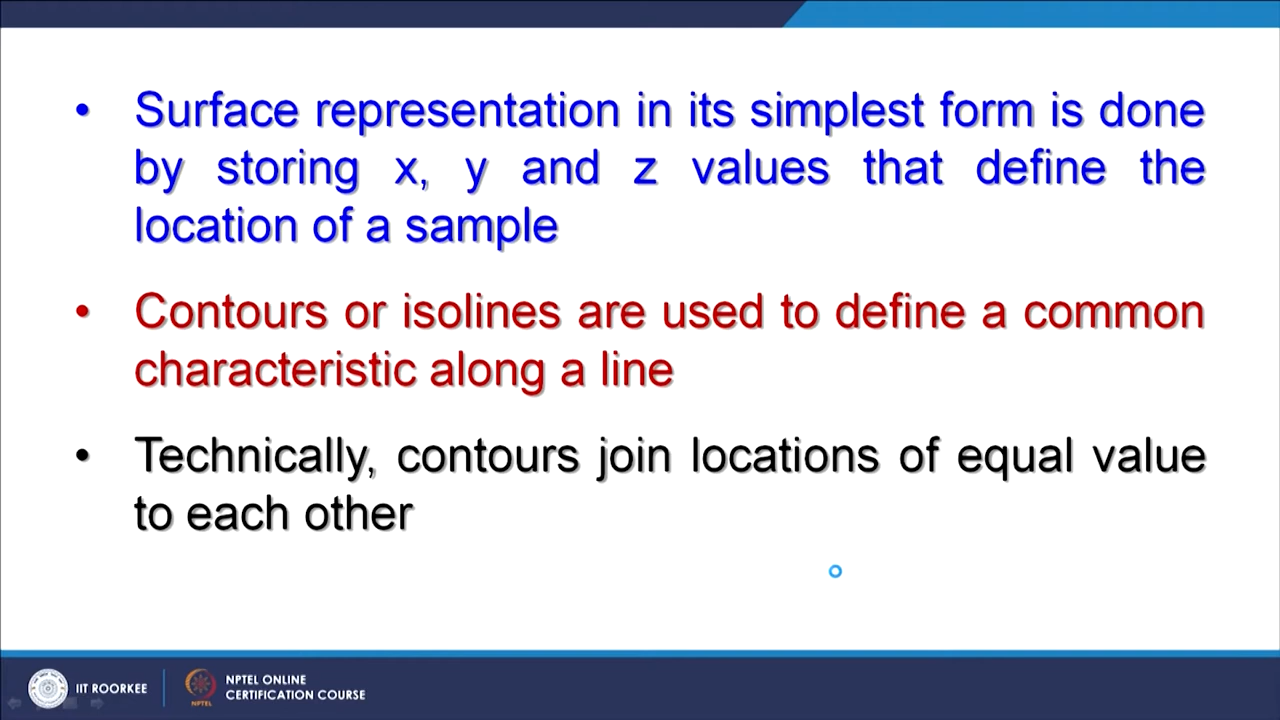 • Surface representation in its simplest form is done
by storing x, y and z values that define the
location of a sample
• Contours or isolines are used to define a common
characteristic along a line
• Technically, contours join locations of equal value
to each other
IIT ROORKEE
NPTEL
NPTEL ONLINE
CERTIFICATION COURSE